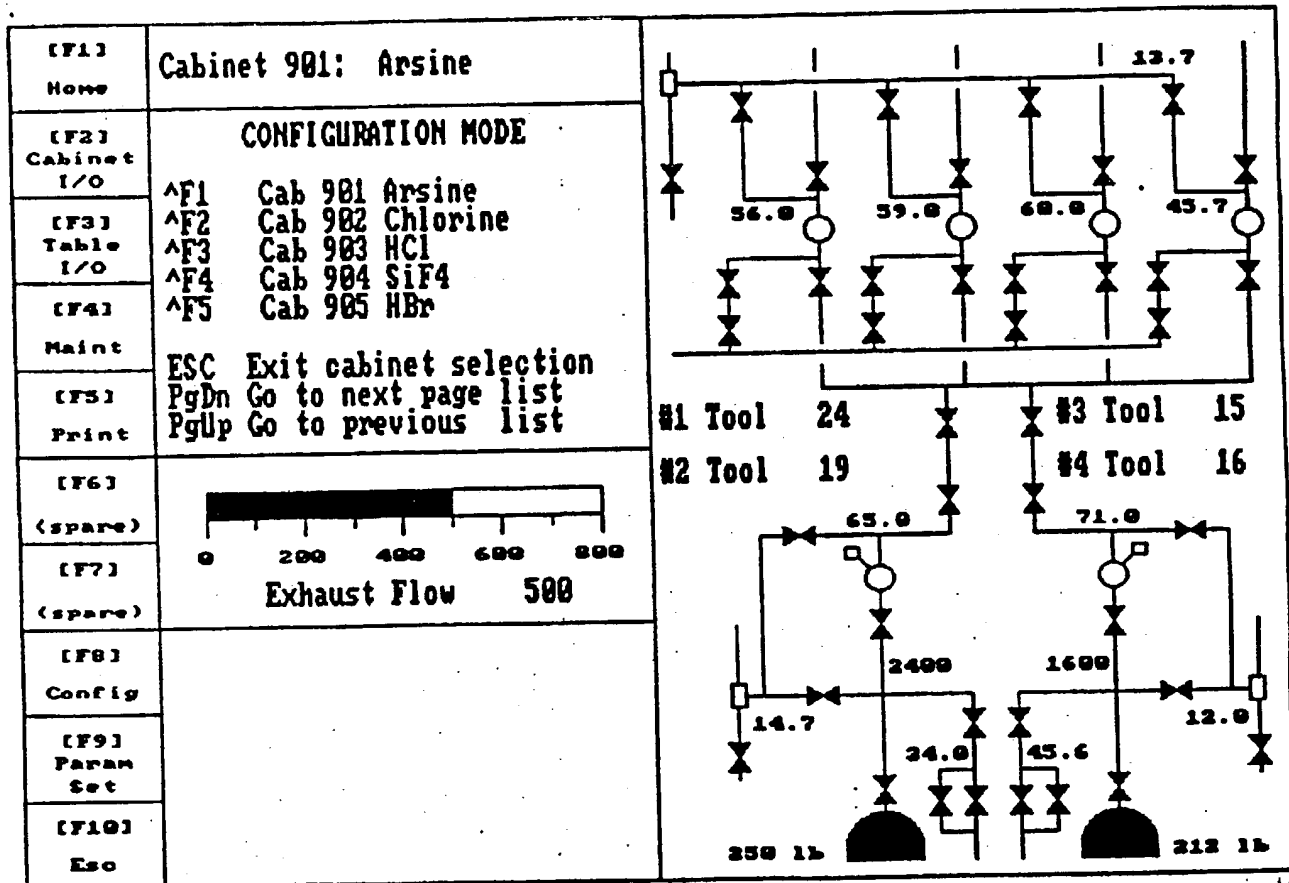 [F1]
Home
[F2]
Cabinet
I/O
[F3]
Table
I/O
[F4]
Maint
[F5]
Print
[F6]
(spare)
[F7]
(spare)
[F8]
Config
[F9]
Param
Set
[F10]
Esc
Cabinet 901: Arsine
CONFIGURATION MODE
^F1 Cab 901 Arsine
^F2 Cab 902 Chlorine
^F3 Cab 903 HCl
^F4 Cab 904 SiF4
^F5 Cab 905 HBr
ESC Exit cabinet selection
PgDn Go to next page list
PgUp Go to previous list
0 200 400 600 800
Exhaust Flow 500
13.7
56.0 59.0 60.0 45.7
#1 Tool 24 #3 Tool 15
#2 Tool 19 #4 Tool 16
65.0 71.0
2400 1600
14.7 12.0
24.0 45.6
250 lb 212 lb